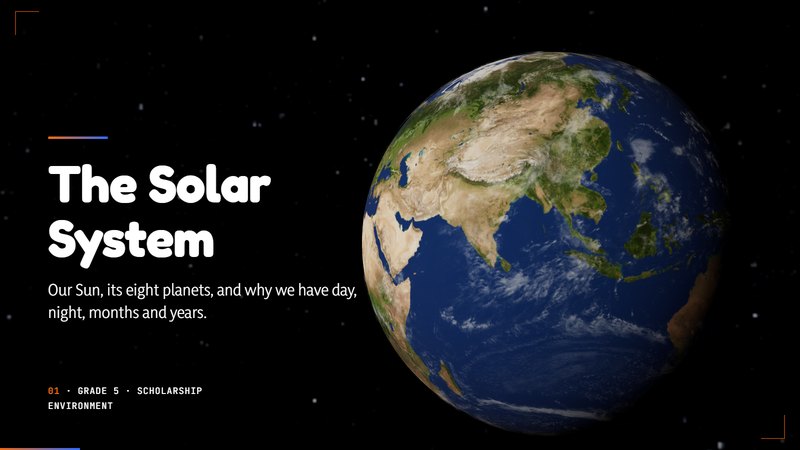 The Solar
System
Our Sun, its eight planets, and why we have day,
night, months and years.
01 · GRADE 5 · SCHOLARSHIP
ENVIRONMENT